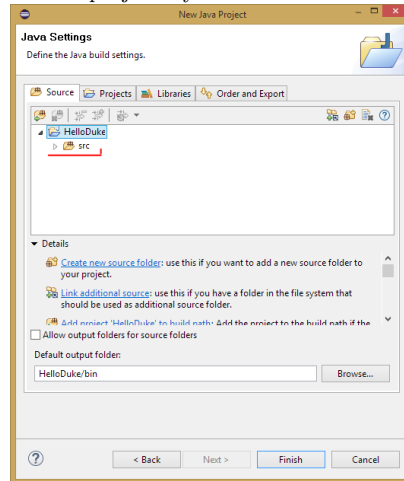 New Java Project
Java Settings
Define the Java build settings.
Source Projects Libraries Order and Export
HelloDuke
src
Details
Create new source folder: use this if you want to add a new source folder to
your project.
Link additional source: use this if you have a folder in the file system that
should be used as additional source folder.
Add project 'HelloDuke' to build path: Add the project to the build path if the
Allow output folders for source folders
Default output folder:
HelloDuke/bin
Browse...
< Back Next > Finish Cancel